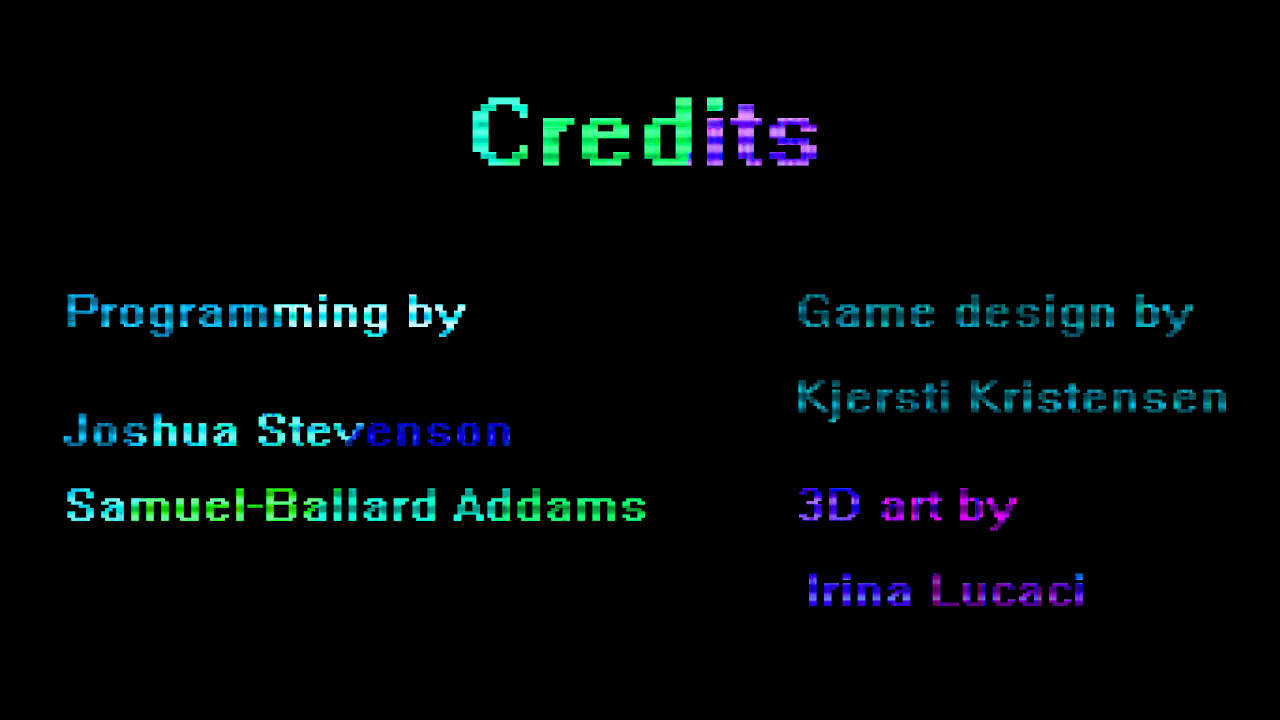 Credits
Programming by
Joshua Stevenson
Samuel-Ballard Addams
Game design by
Kjersti Kristensen
3D art by
Irina Lucaci